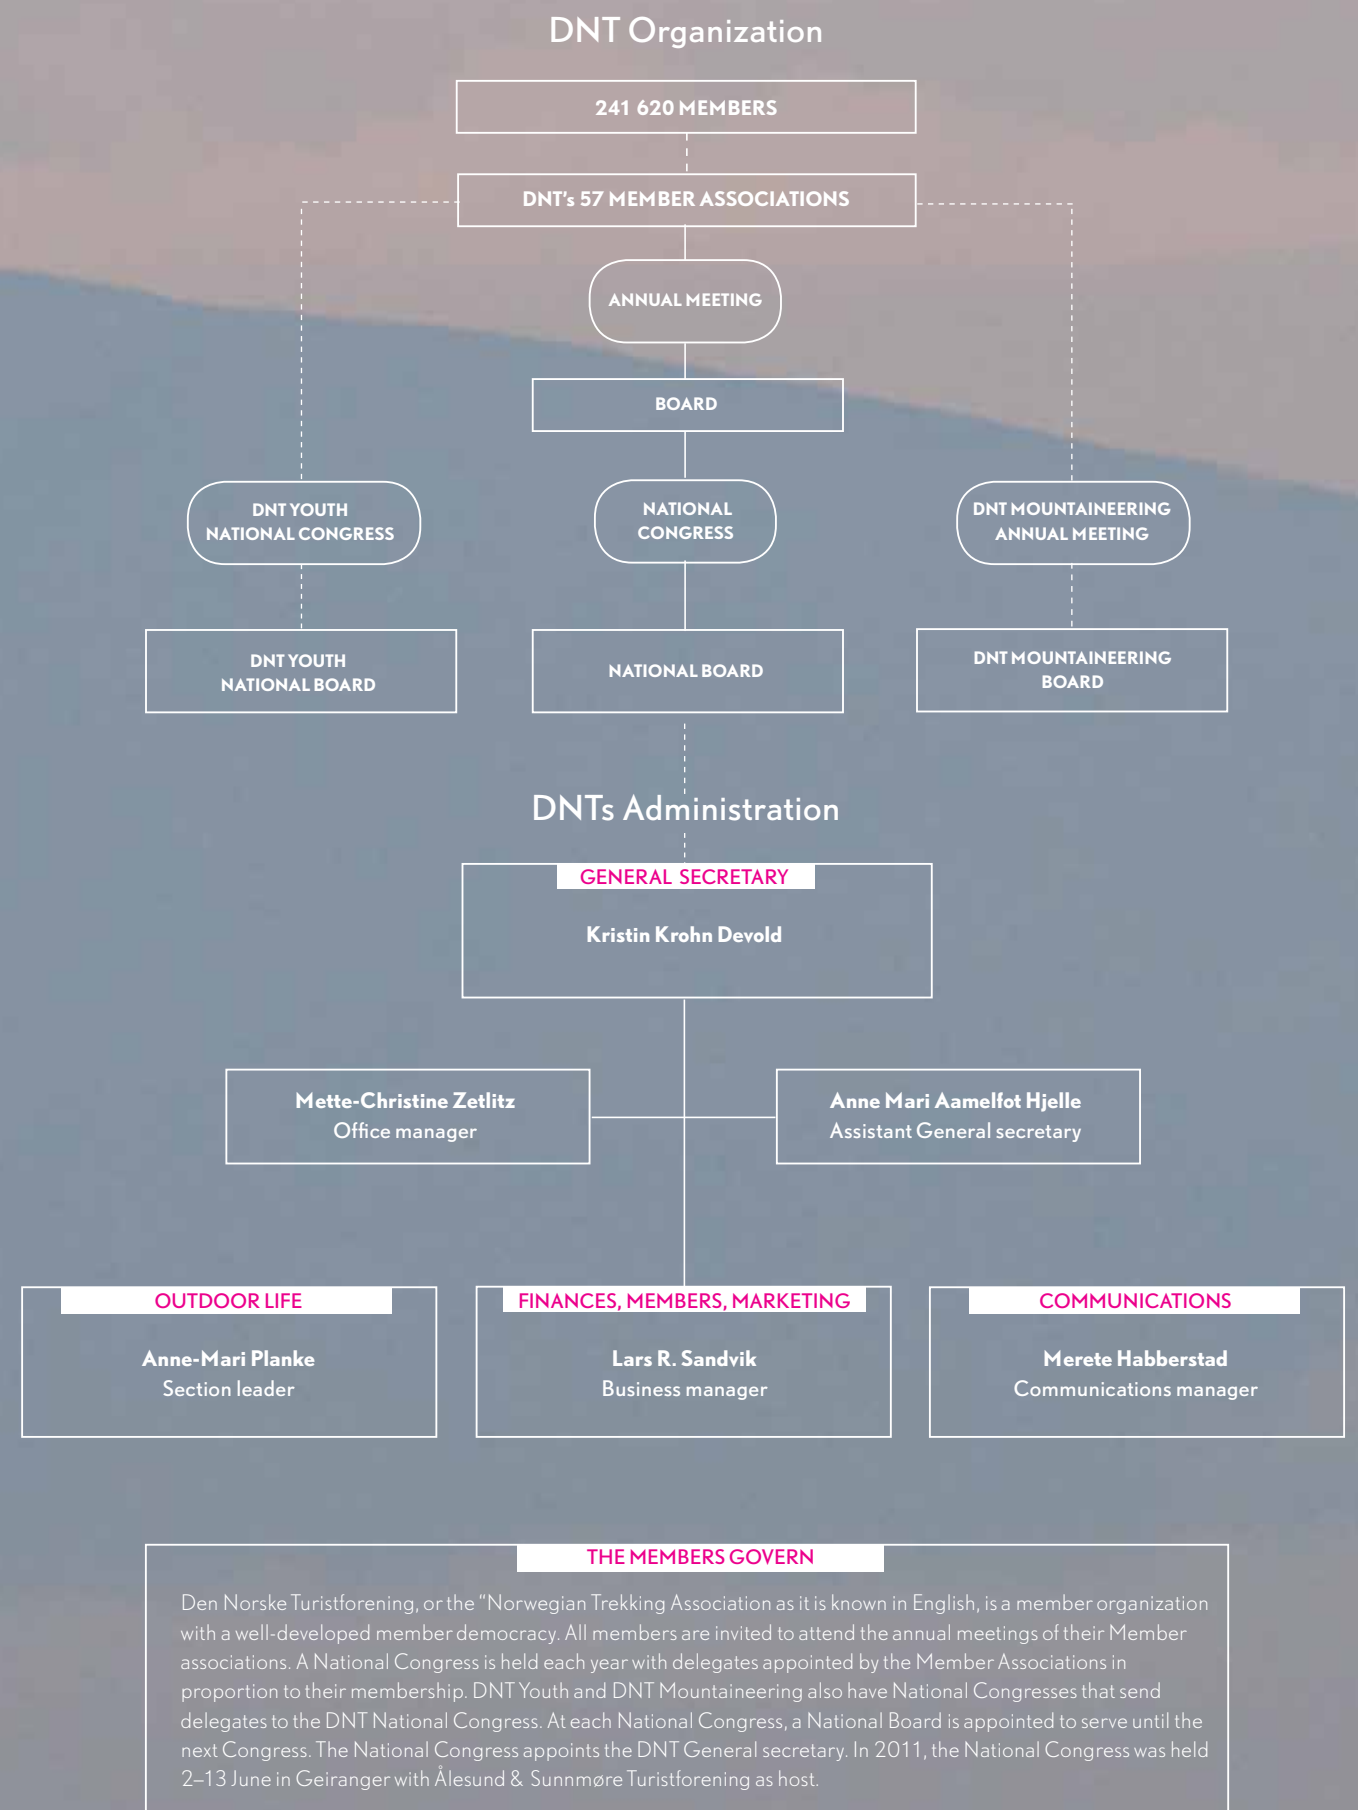 DNT Organization
241 620 MEMBERS
DNT's 57 MEMBER ASSOCIATIONS
ANNUAL MEETING
BOARD
DNT YOUTH
NATIONAL CONGRESS
NATIONAL
CONGRESS
DNT MOUNTAINEERING
ANNUAL MEETING
DNT YOUTH
NATIONAL BOARD
NATIONAL BOARD
DNT MOUNTAINEERING
BOARD
DNTs Administration
GENERAL SECRETARY
Kristin Krohn Devold
Mette-Christine Zetlitz
Office manager
Anne Mari Aamelfot Hjelle
Assistant General secretary
OUTDOOR LIFE
Anne-Mari Planke
Section leader
FINANCES, MEMBERS, MARKETING
Lars R. Sandvik
Business manager
COMMUNICATIONS
Merete Habberstad
Communications manager
THE MEMBERS GOVERN
Den Norske Turistforening, or the “Norwegian Trekking Association as it is known in English, is a member organization
with a well-developed member democracy. All members are invited to attend the annual meetings of their Member
associations. A National Congress is held each year with delegates appointed by the Member Associations in
proportion to their membership. DNT Youth and DNT Mountaineering also have National Congresses that send
delegates to the DNT National Congress. At each National Congress, a National Board is appointed to serve until the
next Congress. The National Congress appoints the DNT General secretary. In 2011, the National Congress was held
2–13 June in Geiranger with Ålesund & Sunnmøre Turistforening as host.